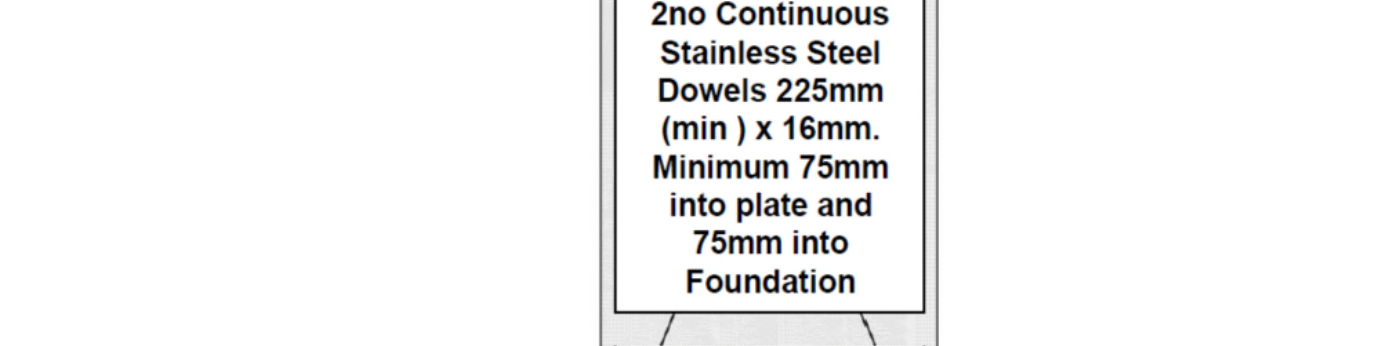 2no Continuous
Stainless Steel
Dowels 225mm
(min ) x 16mm.
Minimum 75mm
into plate and
75mm into
Foundation